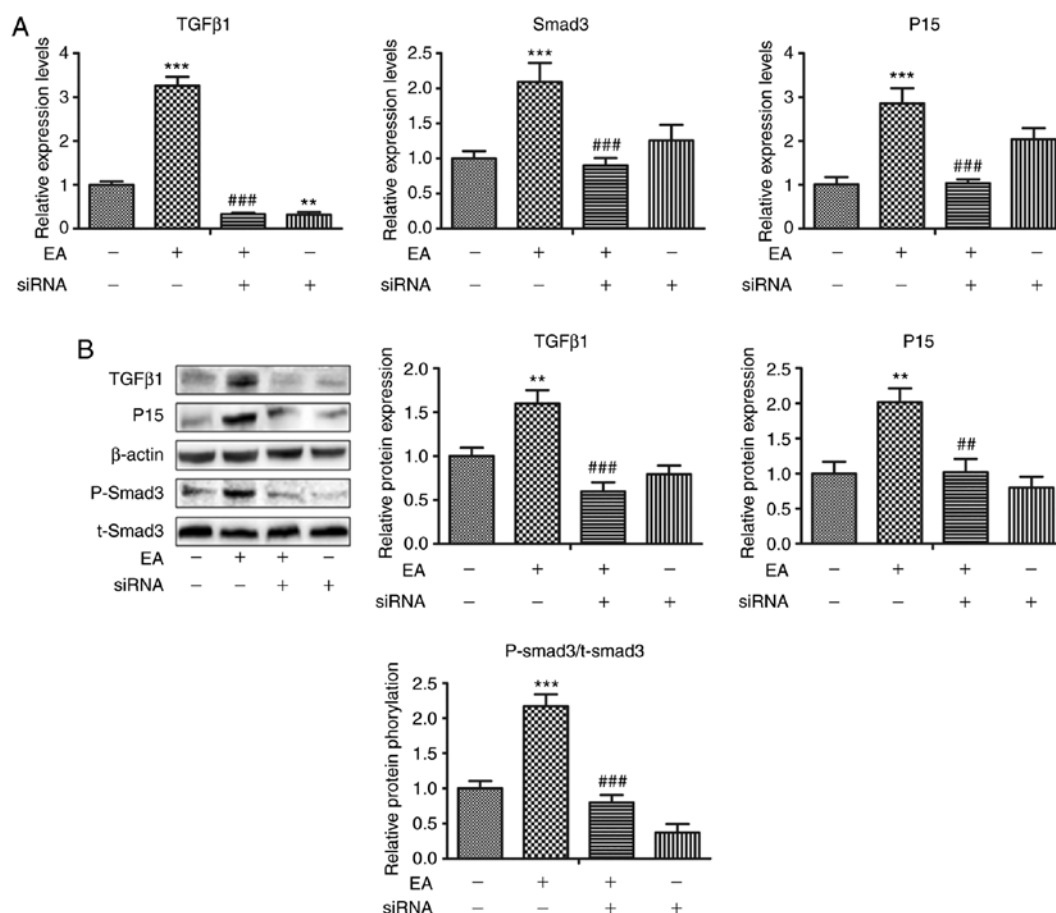 A
TGFβ1
Relative expression levels
4
3
2
1
0
***
###
**
EA − + + −
siRNA − − + +
Smad3
Relative expression levels
2.5
2.0
1.5
1.0
0.5
0.0
***
###
− + + −
− − + +
P15
Relative expression levels
4
3
2
1
0
***
###
EA − + + −
siRNA − − + +
B
TGFβ1
P15
β-actin
P-Smad3
t-Smad3
EA − + + −
siRNA − − + +
TGFβ1
Relative protein expression
2.0
1.5
1.0
0.5
0.0
**
###
− + + −
− − + +
P15
Relative protein expression
2.5
2.0
1.5
1.0
0.5
0.0
**
##
EA − + + −
siRNA − − + +
P-smad3/t-smad3
Relative protein phorylation
2.5
2.0
1.5
1.0
0.5
0.0
***
###
EA − + + −
siRNA − − + +